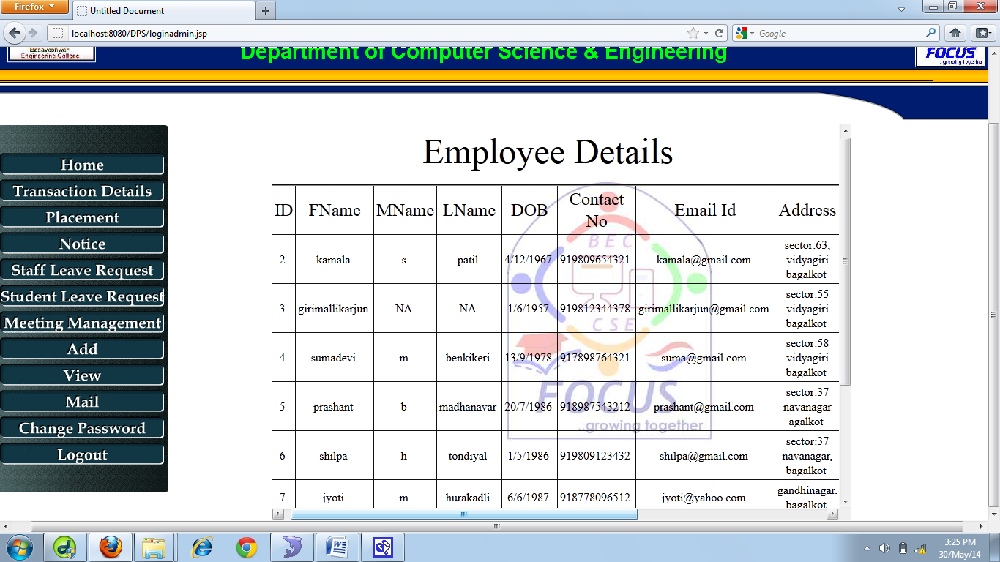 Firefox
Untitled Document
localhost:8080/DPS/loginadmin.jsp
Google
Basaveshwar
Engineering College
Department of Computer Science & Engineering
FOCUS
..growing together
Home
Transaction Details
Placement
Notice
Staff Leave Request
Student Leave Request
Meeting Management
Add
View
Mail
Change Password
Logout
Employee Details
ID FName MName LName DOB Contact No Email Id Address
2 kamala s patil 4/12/1967 919809654321 kamala@gmail.com sector:63, vidyagiri bagalkot
3 girimallikarjun NA NA 1/6/1957 919812344378 girimallikarjun@gmail.com sector:55 vidyagiri bagalkot
4 sumadevi m benkikeri 13/9/1978 917898764321 suma@gmail.com sector:58 vidyagiri bagalkot
5 prashant b madhanavar 20/7/1986 918987543212 prashant@gmail.com sector:37 navanagar agalkot
6 shilpa h tondiyal 1/5/1986 919809123432 shilpa@gmail.com sector:37 navanagar, bagalkot
7 jyoti m hurakadli 6/6/1987 918778096512 jyoti@yahoo.com gandhinagar, bagalkot
BEC
CSE
FOCUS
..growing together
3:25 PM
30/May/14